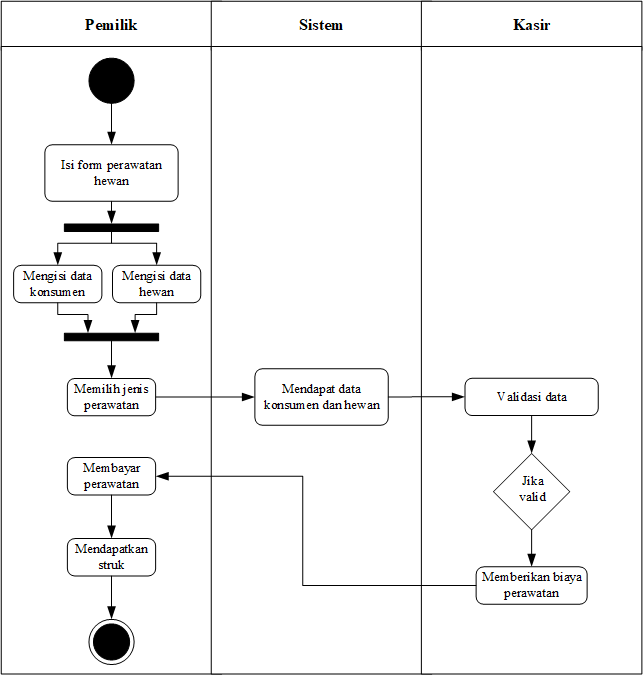 Pemilik
Sistem
Kasir
Isi form perawatan
hewan
Mengisi data
konsumen
Mengisi data
hewan
Memilih jenis
perawatan
Mendapat data
konsumen dan hewan
Validasi data
Jika
valid
Memberikan biaya
perawatan
Membayar
perawatan
Mendapatkan
struk